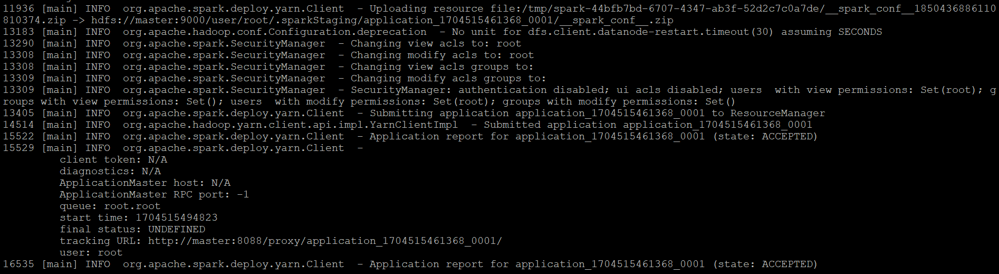 11936 [main] INFO  org.apache.spark.deploy.yarn.Client  - Uploading resource file:/tmp/spark-44bfb7bd-6707-4347-ab3f-52d2c7c0a7de/__spark_conf__1850436886110
810374.zip -> hdfs://master:9000/user/root/.sparkStaging/application_1704515461368_0001/__spark_conf__.zip
13183 [main] INFO  org.apache.hadoop.conf.Configuration.deprecation  - No unit for dfs.client.datanode-restart.timeout(30) assuming SECONDS
13290 [main] INFO  org.apache.spark.SecurityManager  - Changing view acls to: root
13308 [main] INFO  org.apache.spark.SecurityManager  - Changing modify acls to: root
13308 [main] INFO  org.apache.spark.SecurityManager  - Changing view acls groups to:
13309 [main] INFO  org.apache.spark.SecurityManager  - Changing modify acls groups to:
13309 [main] INFO  org.apache.spark.SecurityManager  - SecurityManager: authentication disabled; ui acls disabled; users  with view permissions: Set(root); g
roups with view permissions: Set(); users  with modify permissions: Set(root); groups with modify permissions: Set()
13405 [main] INFO  org.apache.spark.deploy.yarn.Client  - Submitting application application_1704515461368_0001 to ResourceManager
14514 [main] INFO  org.apache.hadoop.yarn.client.api.impl.YarnClientImpl  - Submitted application application_1704515461368_0001
15522 [main] INFO  org.apache.spark.deploy.yarn.Client  - Application report for application_1704515461368_0001 (state: ACCEPTED)
15529 [main] INFO  org.apache.spark.deploy.yarn.Client  -
client token: N/A
diagnostics: N/A
ApplicationMaster host: N/A
ApplicationMaster RPC port: -1
queue: root.root
start time: 1704515494823
final status: UNDEFINED
tracking URL: http://master:8088/proxy/application_1704515461368_0001/
user: root
16535 [main] INFO  org.apache.spark.deploy.yarn.Client  - Application report for application_1704515461368_0001 (state: ACCEPTED)